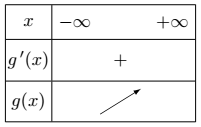 x −∞ +∞
g′(x) +
g(x)